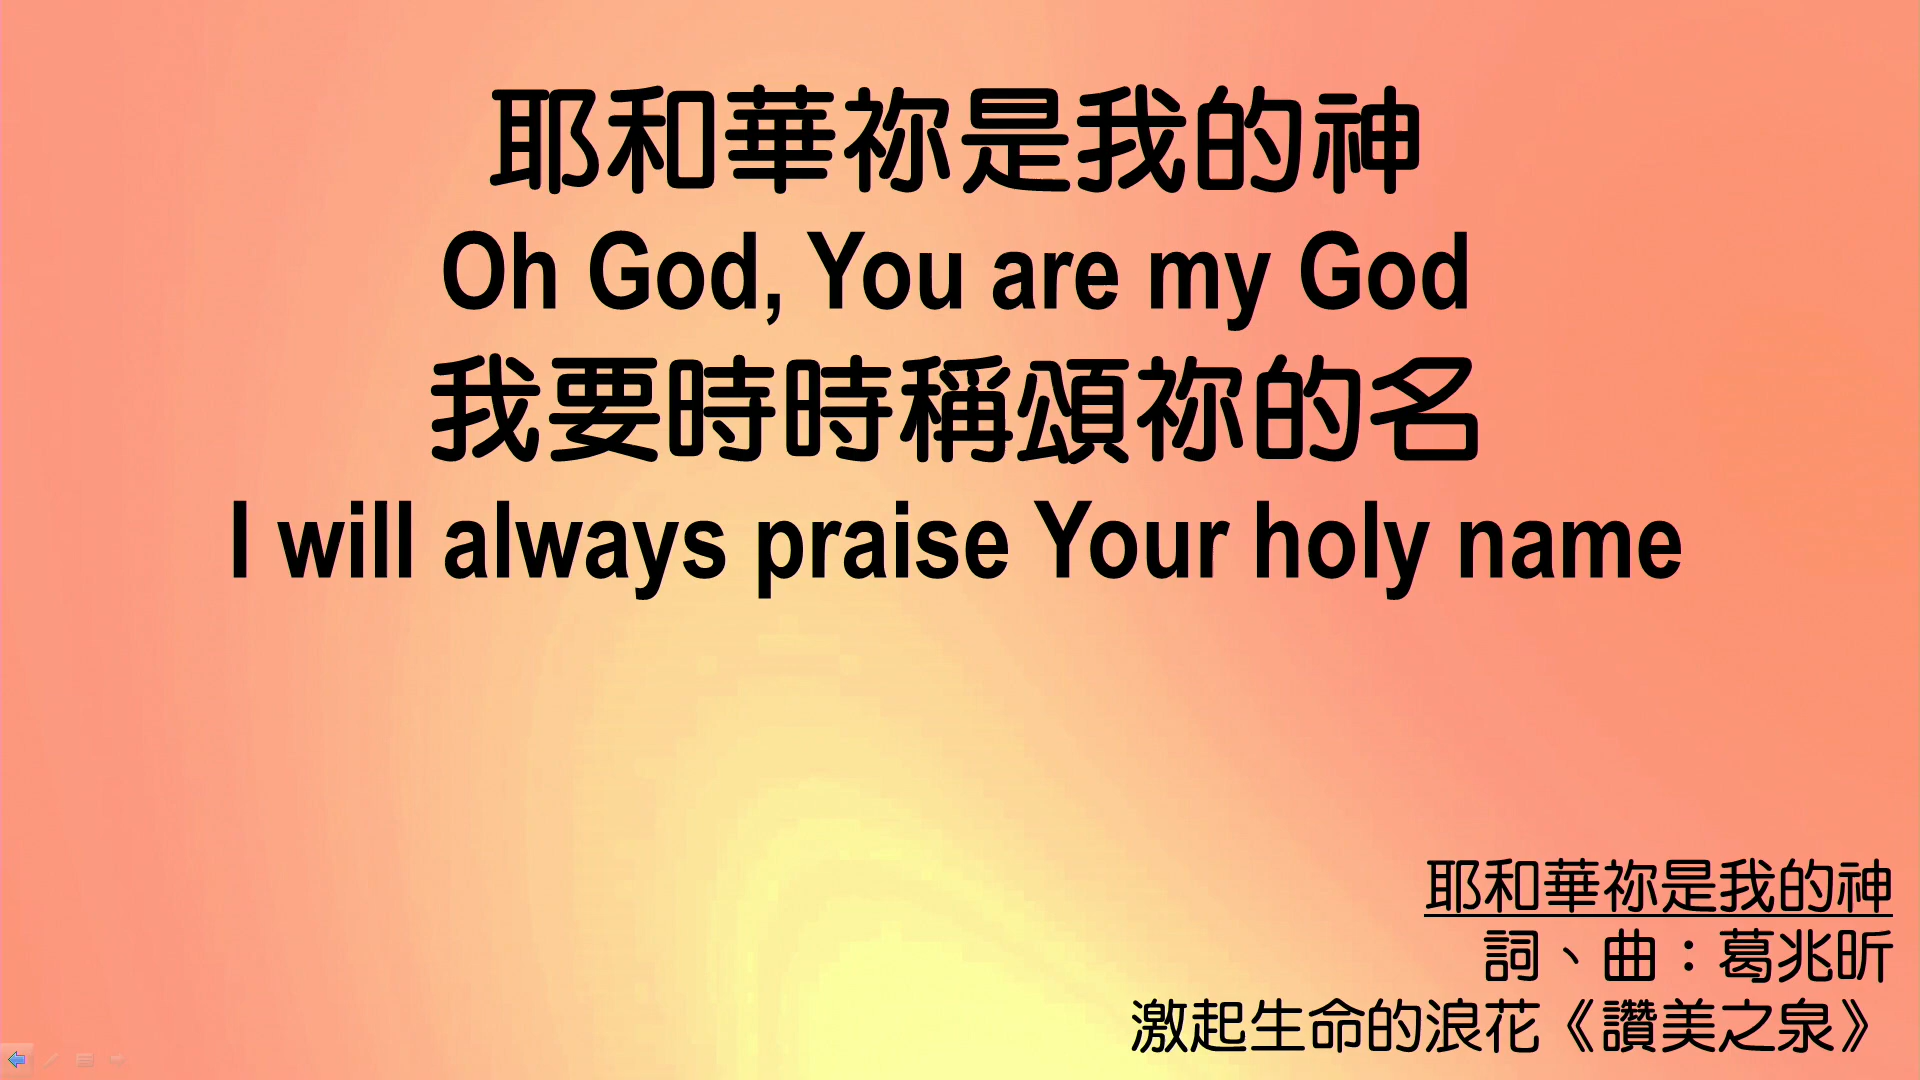 耶和華祢是我的神
Oh God, You are my God
我要時時稱頌祢的名
I will always praise Your holy name
耶和華祢是我的神
詞、曲：葛兆昕
激起生命的浪花《讚美之泉》